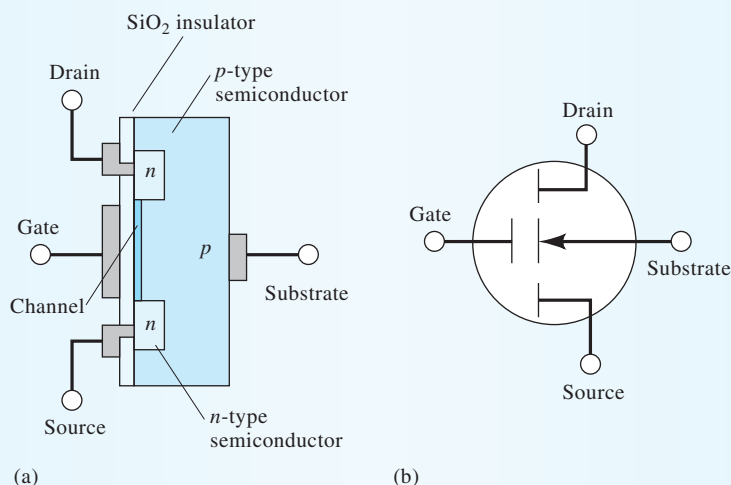 SiO₂ insulator
Drain
p-type
semiconductor
n
Gate
p
Substrate
Channel
n
Source
n-type
semiconductor
(a)
Drain
Gate
Substrate
Source
(b)